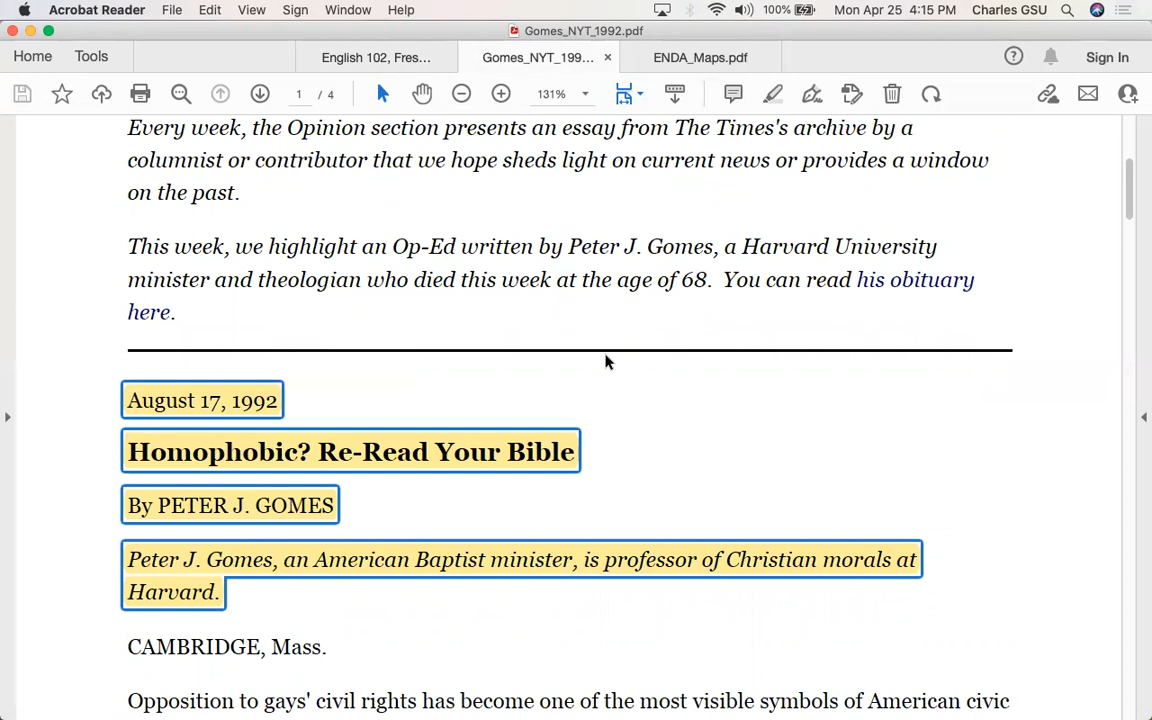 Acrobat Reader File Edit View Sign Window Help 100% Mon Apr 25 4:15 PM Charles GSU
Gomes_NYT_1992.pdf
Home Tools English 102, Fres... Gomes_NYT_199... × ENDA_Maps.pdf ? Sign In
1 / 4 131%
Every week, the Opinion section presents an essay from The Times's archive by a
columnist or contributor that we hope sheds light on current news or provides a window
on the past.
This week, we highlight an Op-Ed written by Peter J. Gomes, a Harvard University
minister and theologian who died this week at the age of 68. You can read his obituary
here.
August 17, 1992
Homophobic? Re-Read Your Bible
By PETER J. GOMES
Peter J. Gomes, an American Baptist minister, is professor of Christian morals at
Harvard.
CAMBRIDGE, Mass.
Opposition to gays' civil rights has become one of the most visible symbols of American civic